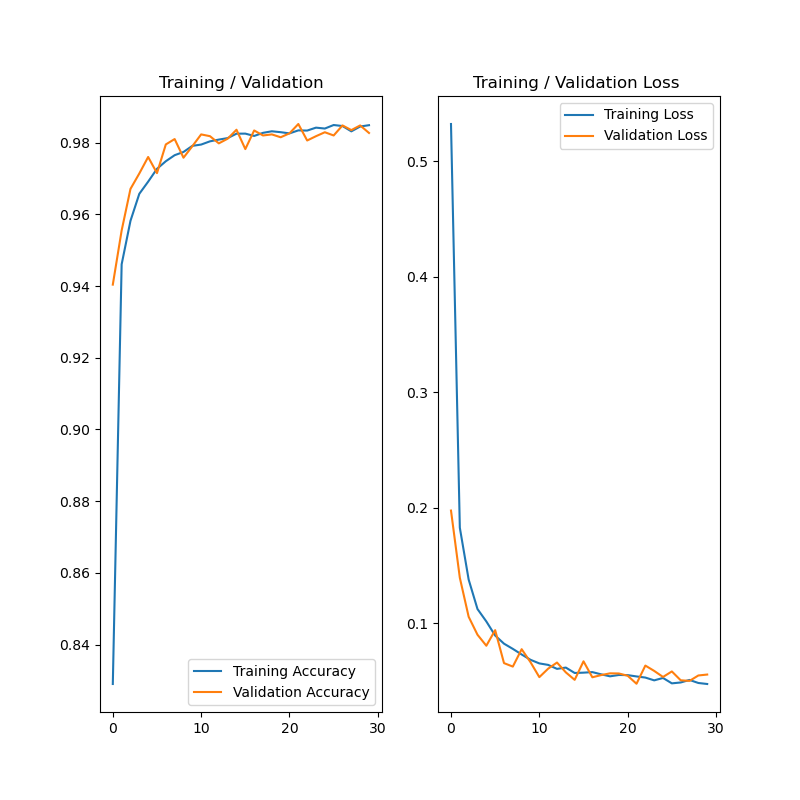 Training / Validation
0.98
0.96
0.94
0.92
0.90
0.88
0.86
0.84
Training Accuracy
Validation Accuracy
0 10 20 30
Training / Validation Loss
Training Loss
Validation Loss
0.5
0.4
0.3
0.2
0.1
0 10 20 30